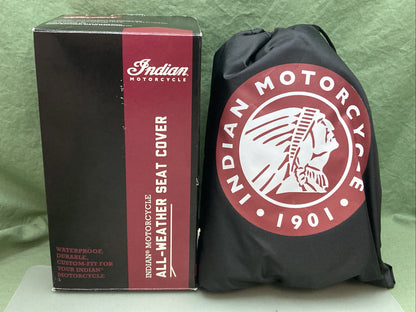 Indian
MOTORCYCLE
INDIAN® MOTORCYCLE
ALL-WEATHER SEAT COVER
WATERPROOF,
DURABLE,
CUSTOM-FIT FOR
YOUR INDIAN®
MOTORCYCLE
INDIAN MOTORCYCLE
• 1901 •